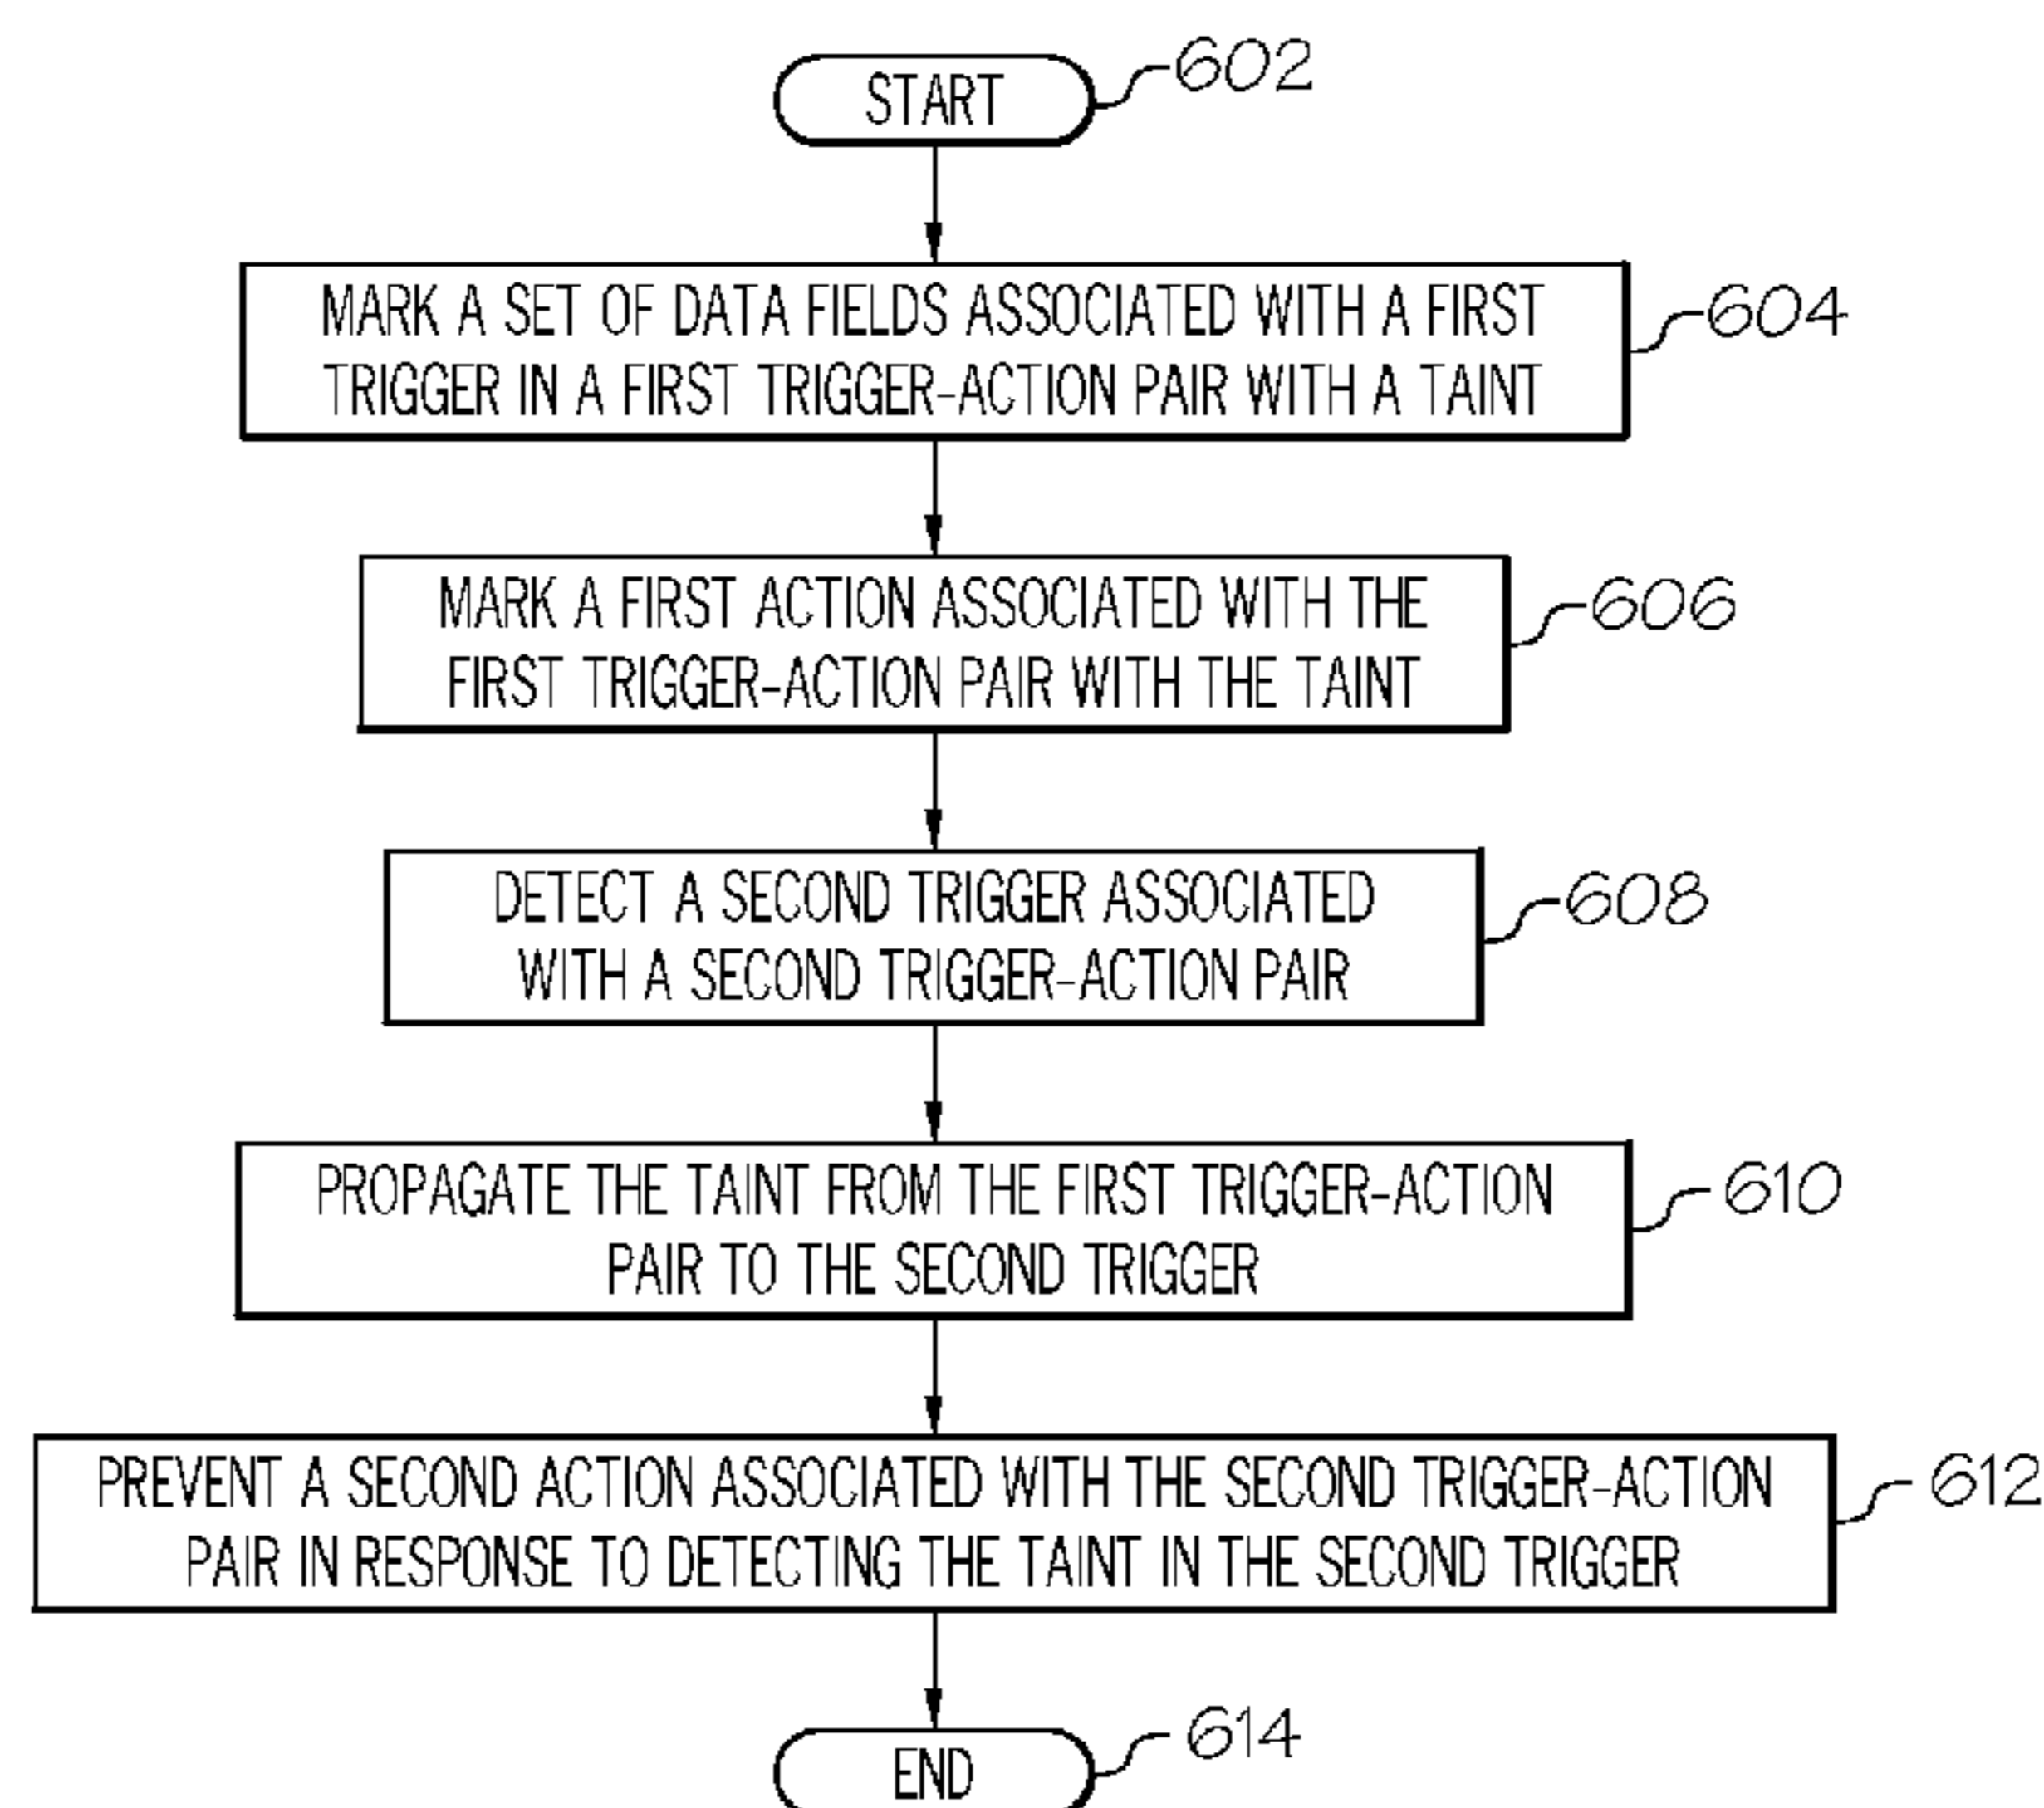 START
602
MARK A SET OF DATA FIELDS ASSOCIATED WITH A FIRST
TRIGGER IN A FIRST TRIGGER-ACTION PAIR WITH A TAINT
604
MARK A FIRST ACTION ASSOCIATED WITH THE
FIRST TRIGGER-ACTION PAIR WITH THE TAINT
606
DETECT A SECOND TRIGGER ASSOCIATED
WITH A SECOND TRIGGER-ACTION PAIR
608
PROPAGATE THE TAINT FROM THE FIRST TRIGGER-ACTION
PAIR TO THE SECOND TRIGGER
610
PREVENT A SECOND ACTION ASSOCIATED WITH THE SECOND TRIGGER-ACTION
PAIR IN RESPONSE TO DETECTING THE TAINT IN THE SECOND TRIGGER
612
END
614